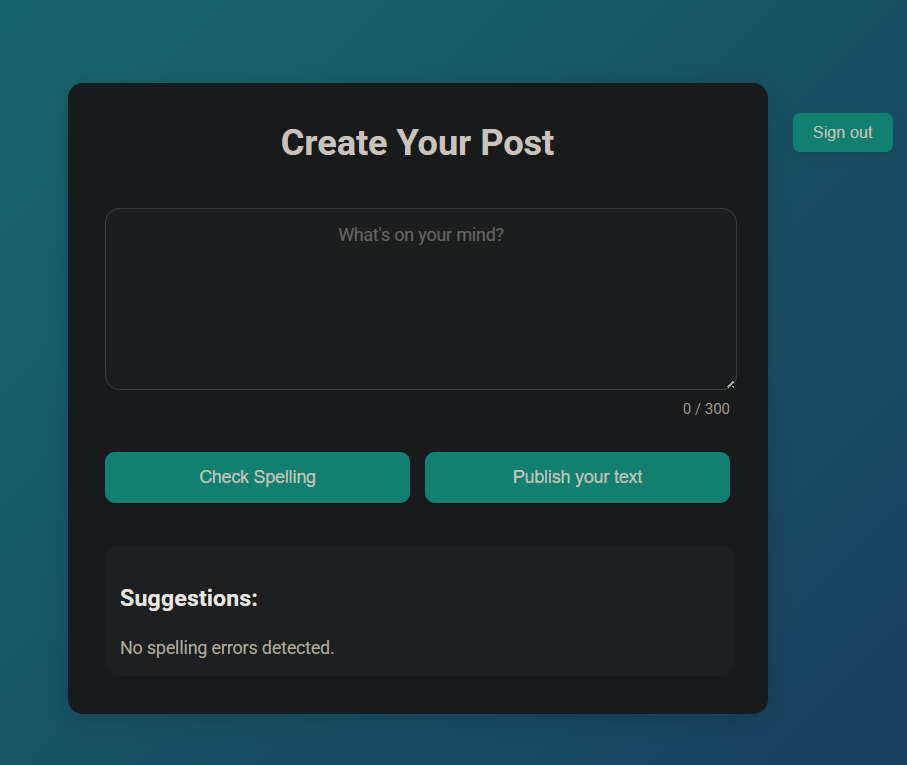 Create Your Post
Sign out
What's on your mind?
0 / 300
Check Spelling
Publish your text
Suggestions:
No spelling errors detected.